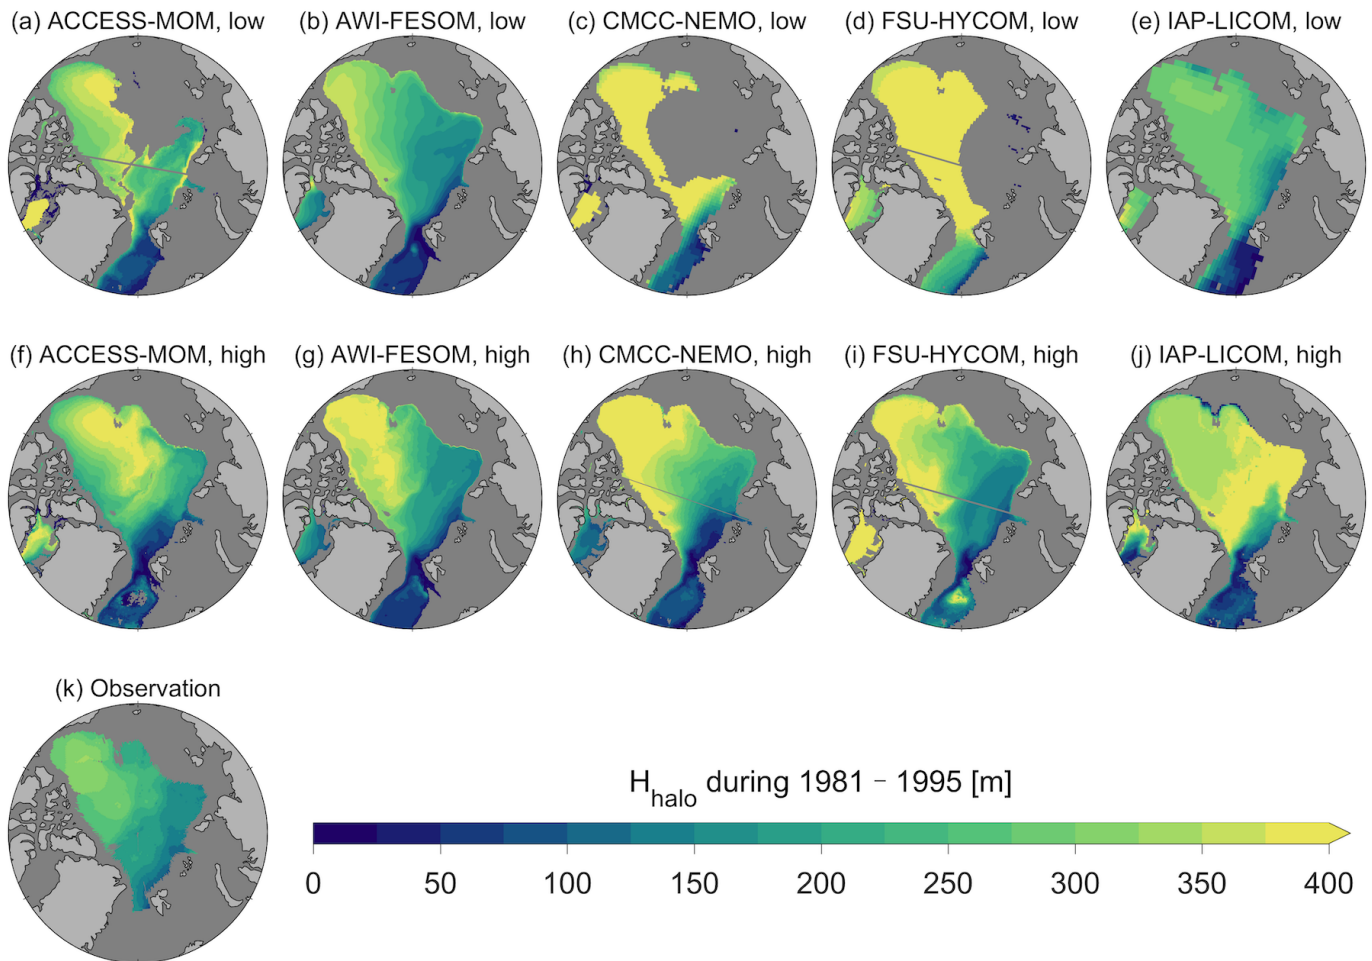 (a) ACCESS-MOM, low
(b) AWI-FESOM, low
(c) CMCC-NEMO, low
(d) FSU-HYCOM, low
(e) IAP-LICOM, low
(f) ACCESS-MOM, high
(g) AWI-FESOM, high
(h) CMCC-NEMO, high
(i) FSU-HYCOM, high
(j) IAP-LICOM, high
(k) Observation
H_halo during 1981 – 1995 [m]
0 50 100 150 200 250 300 350 400